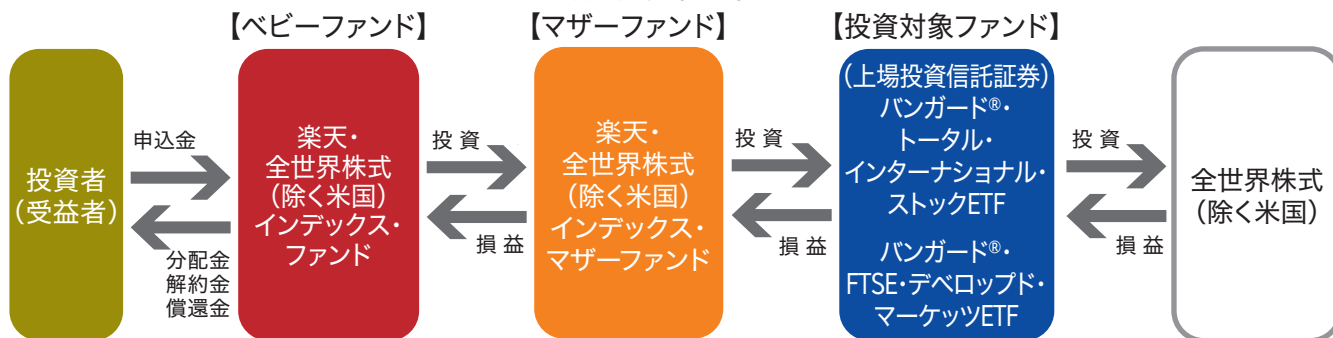 【ベビーファンド】
【マザーファンド】
【投資対象ファンド】
投資者
(受益者)
申込金
分配金
解約金
償還金
楽天・
全世界株式
(除く米国)
インデックス・
ファンド
投資
損益
楽天・
全世界株式
(除く米国)
インデックス・
マザーファンド
投資
損益
(上場投資信託証券)
バンガード®・
トータル・
インターナショナル・
ストックETF
バンガード®・
FTSE・デベロップド・
マーケッツETF
投資
損益
全世界株式
(除く米国)